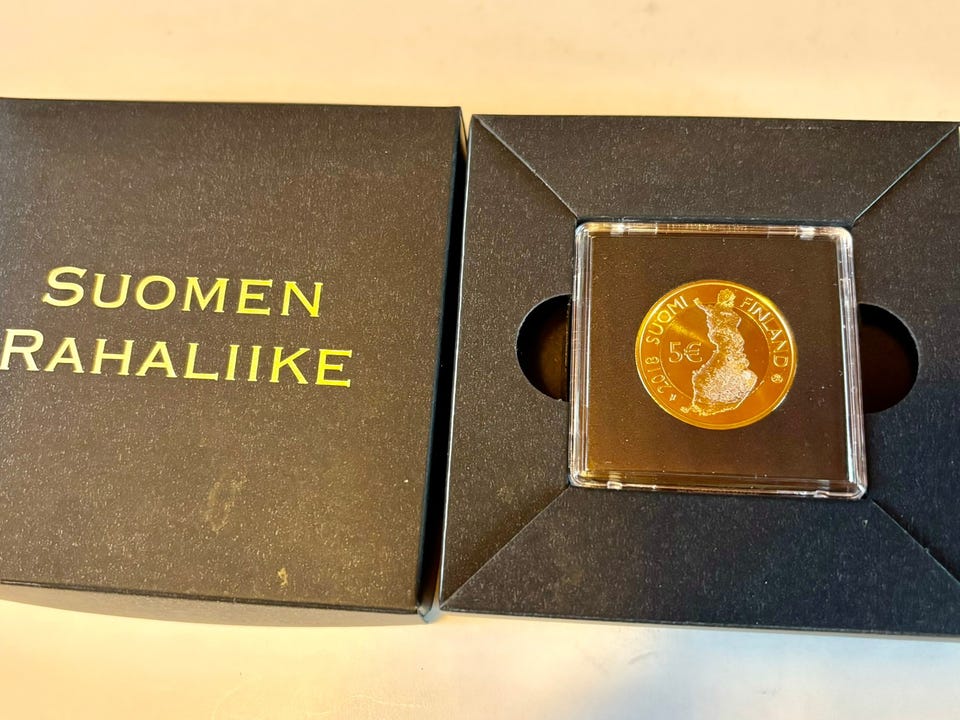 SUOMEN
RAHALIIKE
2018 SUOMI FINLAND
5€